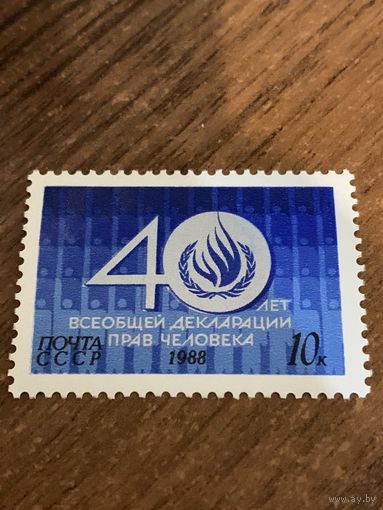 40
ЛЕТ
ВСЕОБЩЕЙ ДЕКЛАРАЦИИ
ПРАВ ЧЕЛОВЕКА
ПОЧТА
СССР
1988
10к
www.ay.by